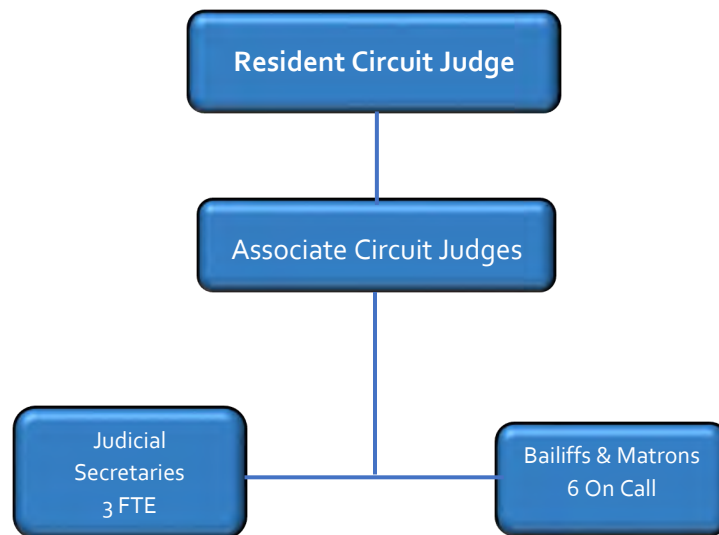 Resident Circuit Judge
Associate Circuit Judges
Judicial
Secretaries
3 FTE
Bailiffs & Matrons
6 On Call